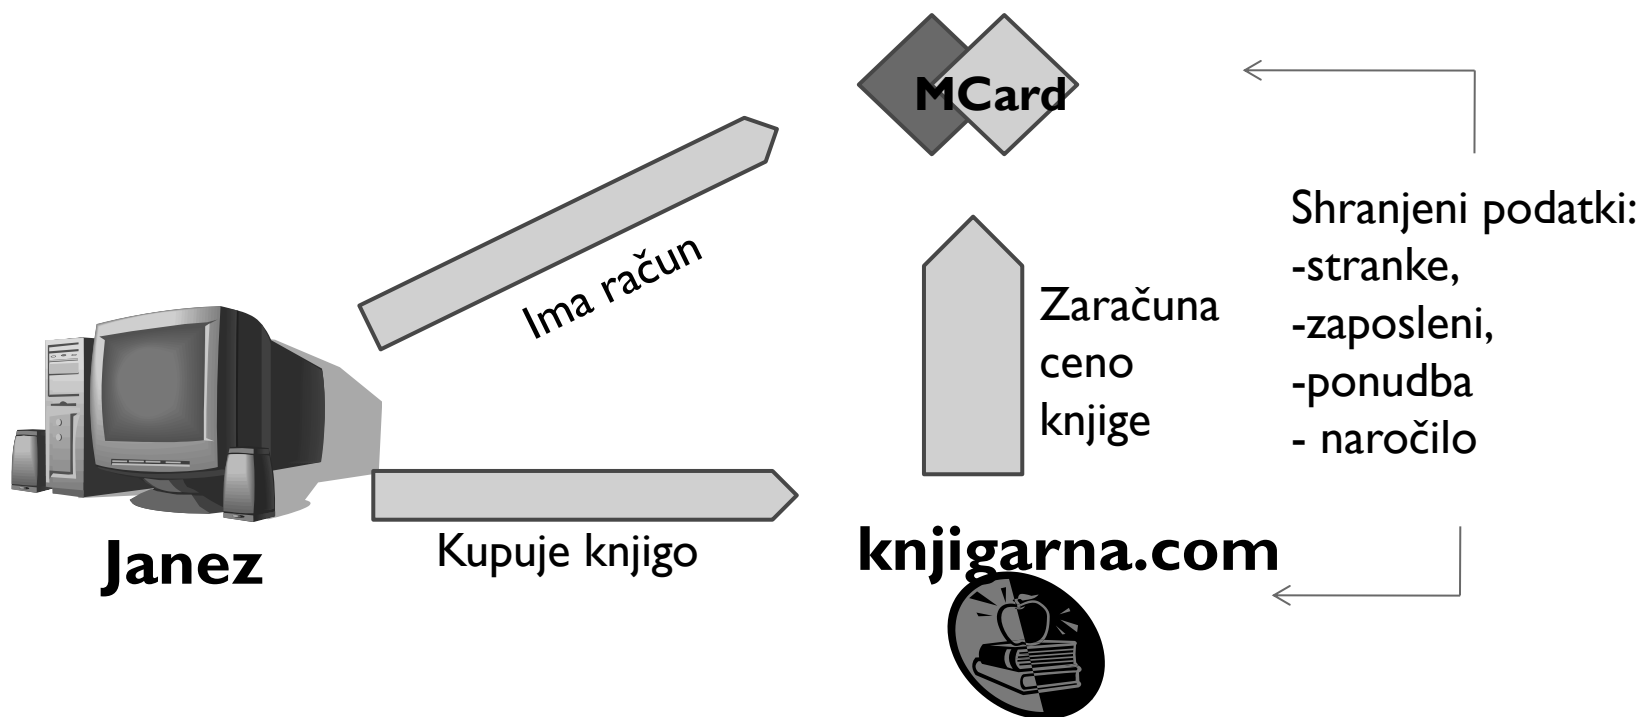 MCard
Ima račun
Zaračuna
ceno
knjige
Shranjeni podatki:
-stranke,
-zaposleni,
-ponudba
- naročilo
Janez
Kupuje knjigo
knjigarna.com